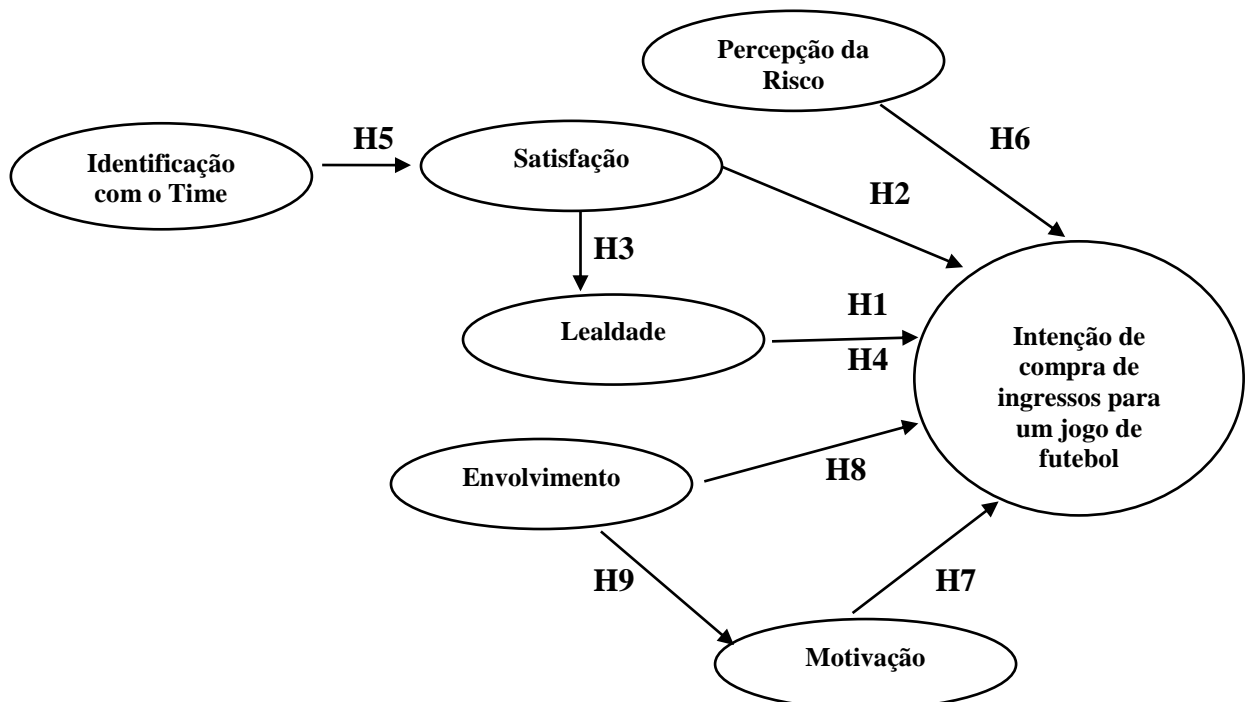 Percepção da
Risco
H5
H6
Identificação
com o Time
Satisfação
H2
H3
H1
Lealdade
H4
Intenção de
compra de
ingressos para
um jogo de
futebol
Envolvimento
H8
H9
H7
Motivação